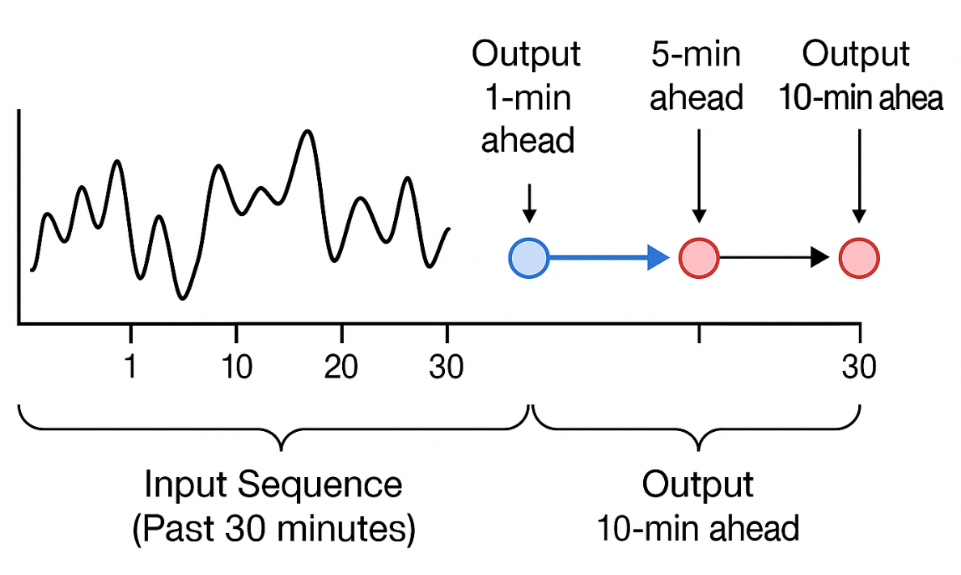 Output
1-min
ahead
5-min
ahead
Output
10-min ahea
1
10
20
30
30
Input Sequence
(Past 30 minutes)
Output
10-min ahead